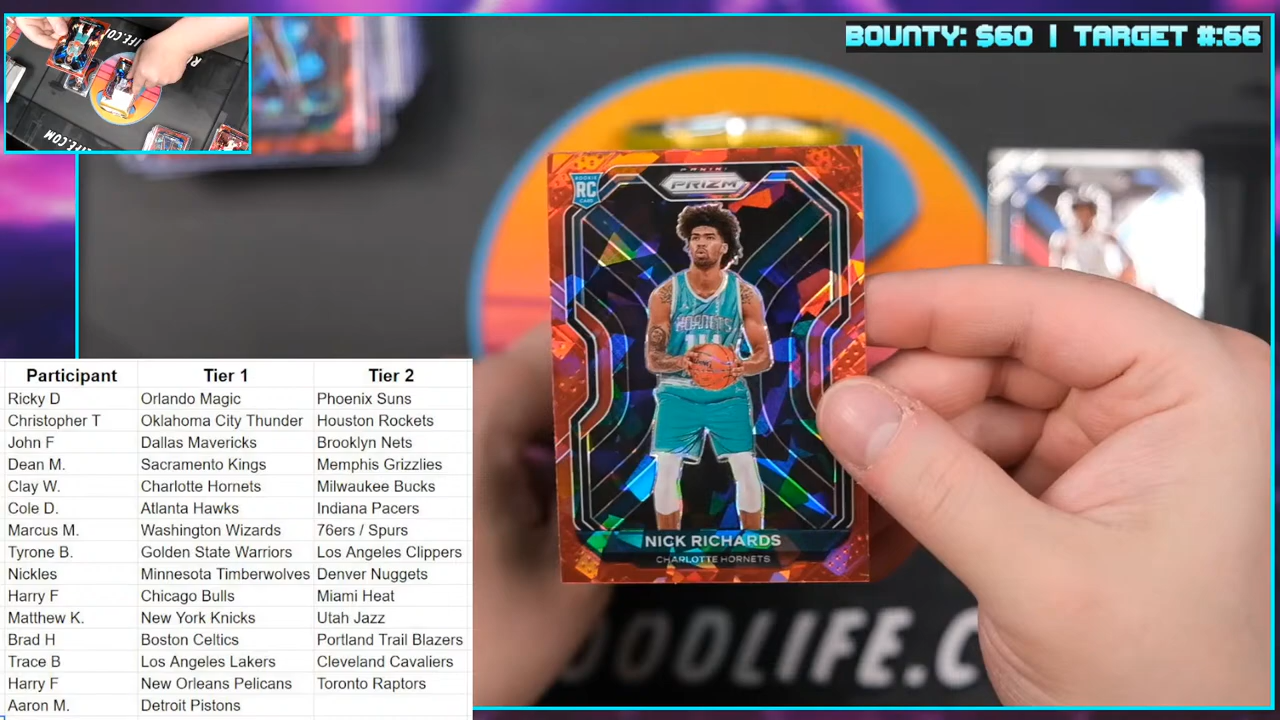 BOUNTY: $60 | TARGET #:66
PANINI
PRIZM
ROOKIE
RC
CARD
HORNETS
14
NICK RICHARDS
CHARLOTTE HORNETS
Participant Tier 1 Tier 2
Ricky D Orlando Magic Phoenix Suns
Christopher T Oklahoma City Thunder Houston Rockets
John F Dallas Mavericks Brooklyn Nets
Dean M. Sacramento Kings Memphis Grizzlies
Clay W. Charlotte Hornets Milwaukee Bucks
Cole D. Atlanta Hawks Indiana Pacers
Marcus M. Washington Wizards 76ers / Spurs
Tyrone B. Golden State Warriors Los Angeles Clippers
Nickles Minnesota Timberwolves Denver Nuggets
Harry F Chicago Bulls Miami Heat
Matthew K. New York Knicks Utah Jazz
Brad H Boston Celtics Portland Trail Blazers
Trace B Los Angeles Lakers Cleveland Cavaliers
Harry F New Orleans Pelicans Toronto Raptors
Aaron M. Detroit Pistons